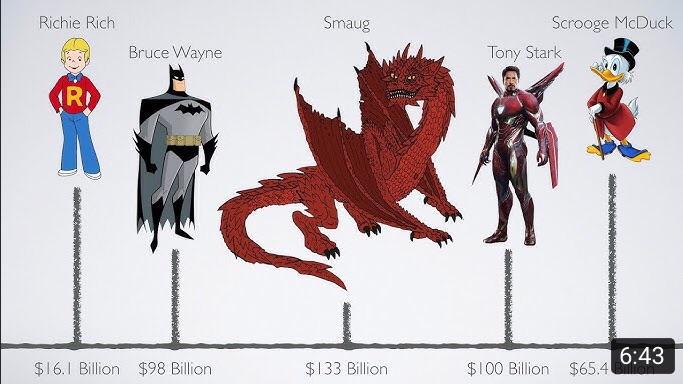 Richie Rich
Bruce Wayne
Smaug
Tony Stark
Scrooge McDuck
R
$16.1 Billion
$98 Billion
$133 Billion
$100 Billion
$65.4
6:43